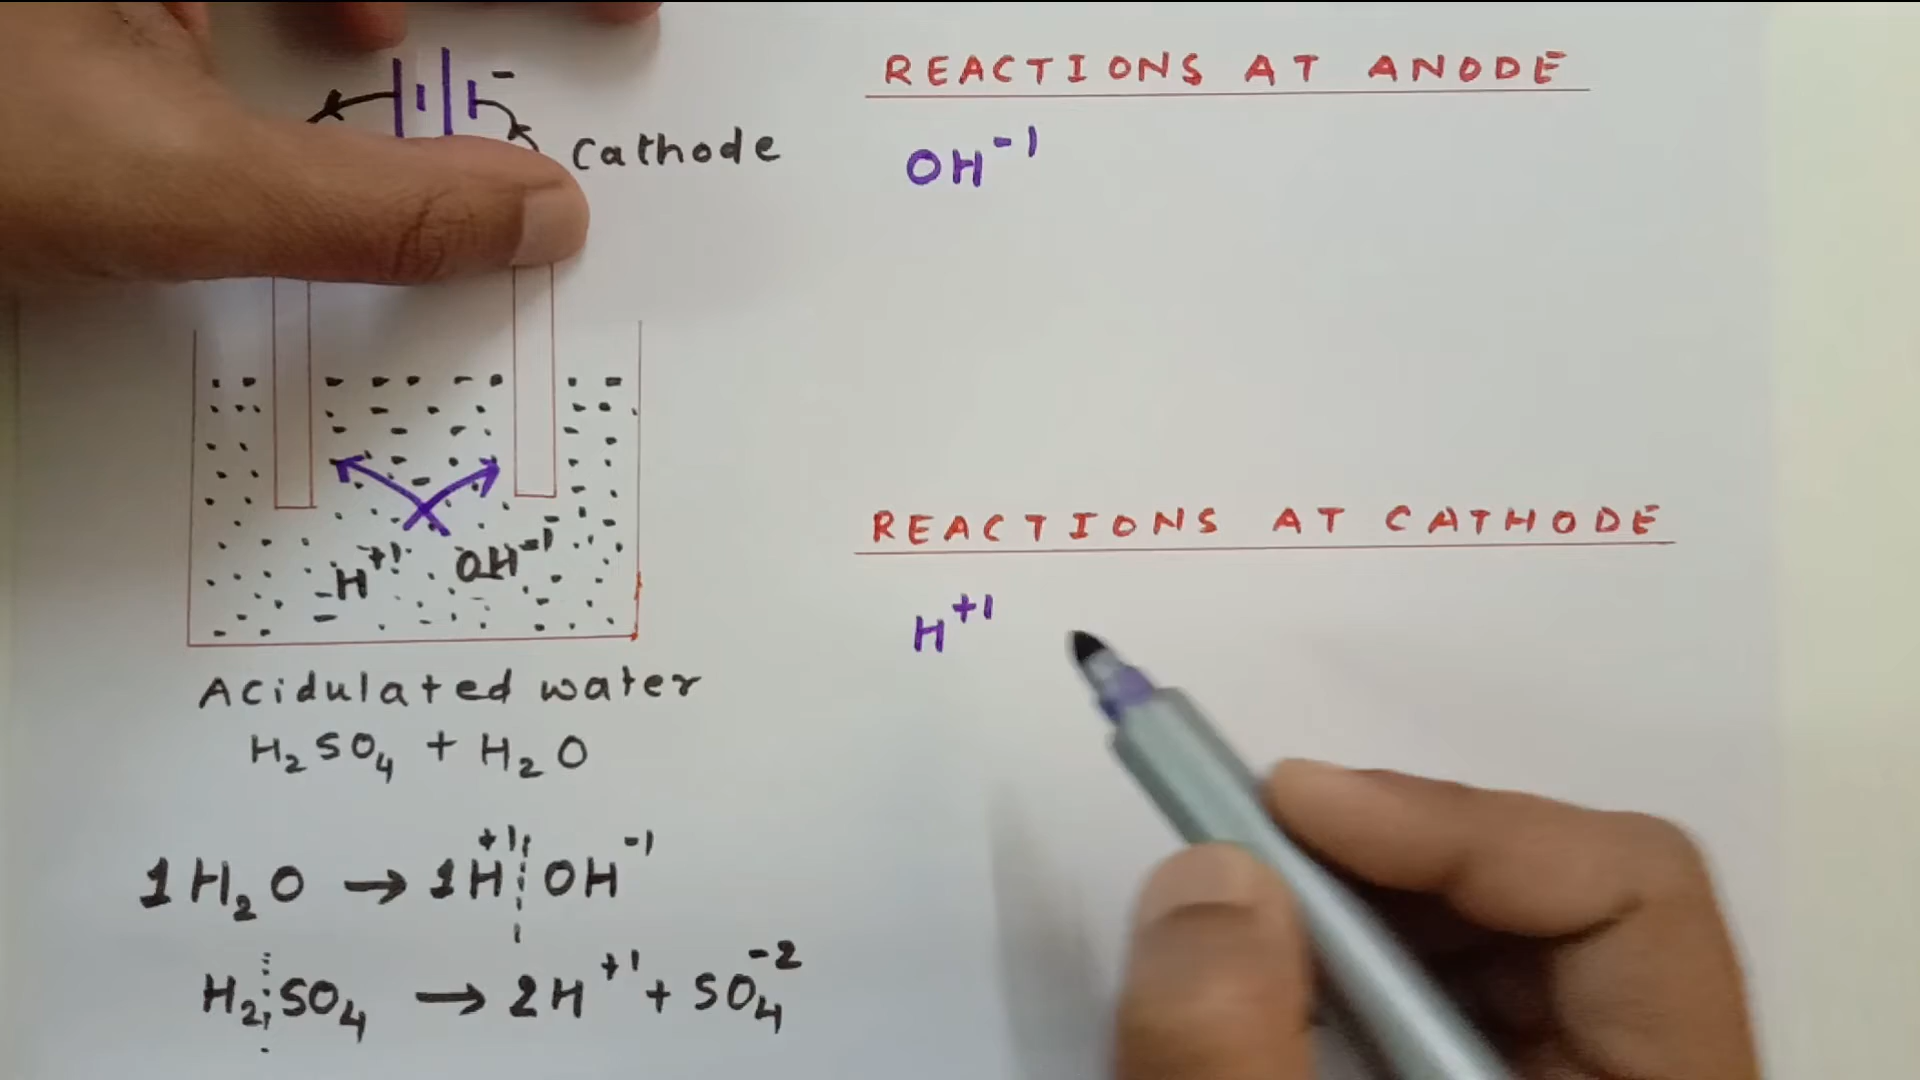 Cathode
H⁺¹ OH⁻¹
Acidulated water
H₂SO₄ + H₂O
1H₂O → 1H⁺¹ OH⁻¹
H₂SO₄ → 2H⁺¹ + SO₄⁻²
REACTIONS AT ANODE
OH⁻¹
REACTIONS AT CATHODE
H⁺¹